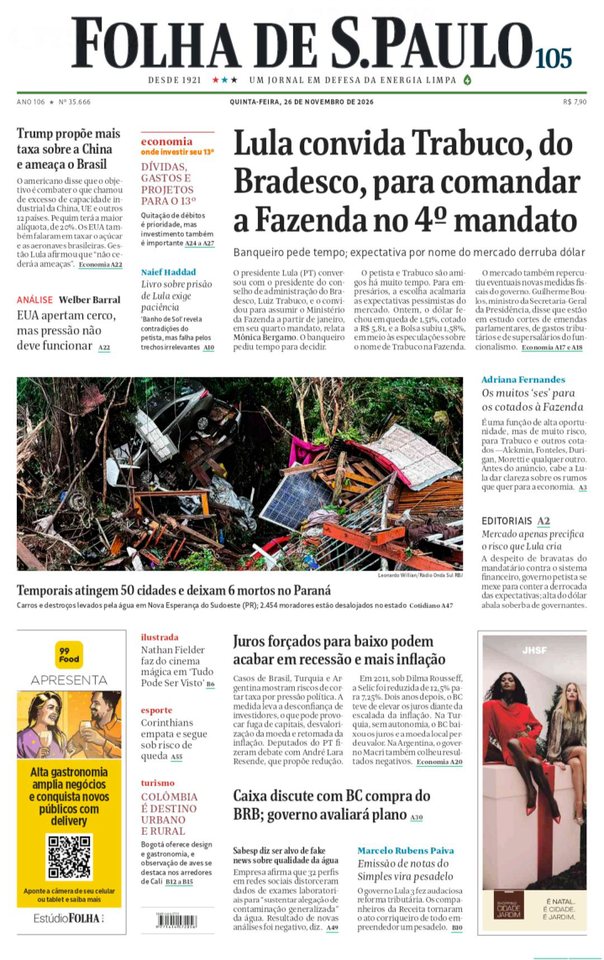 FOLHA DE S.PAULO 105
DESDE 1921 ★★★ UM JORNAL EM DEFESA DA ENERGIA LIMPA
ANO 106 ★ Nº 35.666
QUINTA-FEIRA, 26 DE NOVEMBRO DE 2026
R$ 7,90
Trump propõe mais
taxa sobre a China
e ameaça o Brasil
O americano disse que o obje-
tivo é combater o que chamou
de excesso de capacidade in-
dustrial da China, UE e outros
12 países. Pequim terá a maior
alíquota, de 20%. Os EUA tam-
bém falaram em taxar o açúcar
e as aeronaves brasileiras. Ges-
tão Lula afirmou que "não ce-
derá a ameaças". Economia A22
ANÁLISE Welber Barral
EUA apertam cerco,
mas pressão não
deve funcionar A22
economia
onde investir seu 13º
DÍVIDAS,
GASTOS E
PROJETOS
PARA O 13º
Quitação de débitos
é prioridade, mas
investimento também
é importante A24 a A27
Naief Haddad
Livro sobre prisão
de Lula exige
paciência
'Banho de Sol' revela
contradições do
petista, mas falha pelos
trechos irrelevantes A10
Lula convida Trabuco, do
Bradesco, para comandar
a Fazenda no 4º mandato
Banqueiro pede tempo; expectativa por nome do mercado derruba dólar
O presidente Lula (PT) conver-
sou com o presidente do con-
selho de administração do Bra-
desco, Luiz Trabuco, e o convi-
dou para assumir o Ministério
da Fazenda a partir de janeiro,
em seu quarto mandato, relata
Mônica Bergamo. O banqueiro
pediu tempo para decidir.
O petista e Trabuco são ami-
gos há muito tempo. Para em-
presários, a escolha acalmaria
as expectativas pessimistas do
mercado. Ontem, o dólar fe-
chou em queda de 1,51%, cota-
do a R$ 5,81, e a Bolsa subiu 1,58%,
em meio às especulações sobre
o nome de Trabuco na Fazenda.
O mercado também repercu-
tiu eventuais novas medidas fis-
cais do governo. Guilherme Bou-
los, ministro da Secretaria-Geral
da Presidência, disse que estão
em estudo cortes de emendas
parlamentares, de gastos tribu-
tários e de supersalários do fun-
cionalismo. Economia A17 e A18
Leonardo Willian/Rádio Onda Sul RBJ
Temporais atingem 50 cidades e deixam 6 mortos no Paraná
Carros e destroços levados pela água em Nova Esperança do Sudoeste (PR); 2.454 moradores estão desalojados no estado Cotidiano A47
Adriana Fernandes
Os muitos 'ses' para
os cotados à Fazenda
É uma função de alta oportu-
nidade, mas de muito risco,
para Trabuco e outros cota-
dos —Alckmin, Fonteles, Duri-
gan, Moretti e qualquer outro.
Antes do anúncio, cabe a Lu-
la dar clareza sobre os rumos
que quer para a economia. A3
EDITORIAIS A2
Mercado apenas precifica
o risco que Lula cria
A despeito de bravatas do
mandatário contra o sistema
financeiro, governo petista se
mexe para conter a derrocada
das expectativas; alta do dólar
abala soberba de governantes.
99
Food
APRESENTA
Alta gastronomia
amplia negócios
e conquista novos
públicos com
delivery
Aponte a câmera de seu celular
ou tablet e saiba mais
EstúdioFOLHA
ilustrada
Nathan Fielder
faz do cinema
mágica em 'Tudo
Pode Ser Visto' B6
esporte
Corinthians
empata e segue
sob risco de
queda A55
turismo
COLÔMBIA
É DESTINO
URBANO
E RURAL
Bogotá oferece design
e gastronomia, e
observação de aves se
destaca nos arredores
de Cali B12 a B15
Juros forçados para baixo podem
acabar em recessão e mais inflação
Casos de Brasil, Turquia e Ar-
gentina mostram riscos de cor-
tar taxa por pressão política. A
medida leva a desconfiança de
investidores, o que pode provo-
car fuga de capitais, desvalori-
zação da moeda e retomada da
inflação. Deputados do PT fi-
zeram debate com André Lara
Resende, que propõe redução.
Em 2011, sob Dilma Rousseff,
a Selic foi reduzida de 12,5% pa-
ra 7,25%. Dois anos depois, o BC
teve de elevar os juros diante da
escalada da inflação. Na Tur-
quia, sem autonomia, o BC bai-
xou os juros e a moeda local per-
deu valor. Na Argentina, o gover-
no Macri também colheu resul-
tados negativos. Economia A20
Caixa discute com BC compra do
BRB; governo avaliará plano A30
Sabesp diz ser alvo de fake
news sobre qualidade da água
Empresa afirma que 32 perfis
em redes sociais distorceram
dados de exames laboratori-
ais para "sustentar alegação de
contaminação generalizada"
da água. Resultado de novas
análises foi negativo, diz. A49
Marcelo Rubens Paiva
Emissão de notas do
Simples vira pesadelo
O governo Lula 3 fez audaciosa
reforma tributária. Os compa-
nheiros da Receita tornaram
o ato corriqueiro de todo em-
preendedor um pesadelo. B10
JHSF
SHOPPING
CIDADE
JARDIM
É NATAL.
É CIDADE.
É JARDIM.